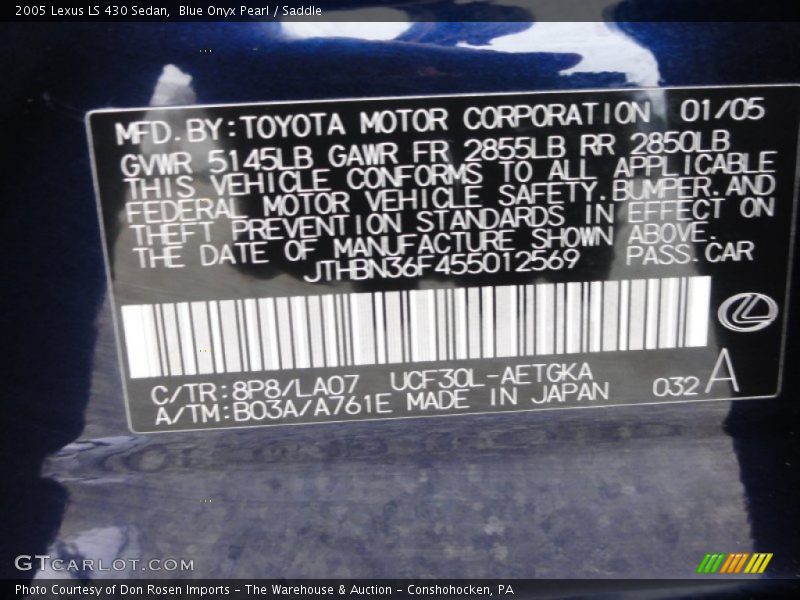 2005 Lexus LS 430 Sedan,  Blue Onyx Pearl / Saddle
MFD. BY: TOYOTA MOTOR CORPORATION 01/05
GVWR 5145LB GAWR FR 2855LB RR 2850LB
THIS VEHICLE CONFORMS TO ALL APPLICABLE
FEDERAL MOTOR VEHICLE SAFETY. BUMPER. AND
THEFT PREVENTION STANDARDS IN EFFECT ON
THE DATE OF MANUFACTURE SHOWN ABOVE.
JTHBN36F455012569 PASS. CAR
C/TR: 8P8/LA07 UCF30L-AETGKA
A/TM: B03A/A761E MADE IN JAPAN 032 A
GTcarlot.com
Photo Courtesy of Don Rosen Imports - The Warehouse & Auction - Conshohocken, PA